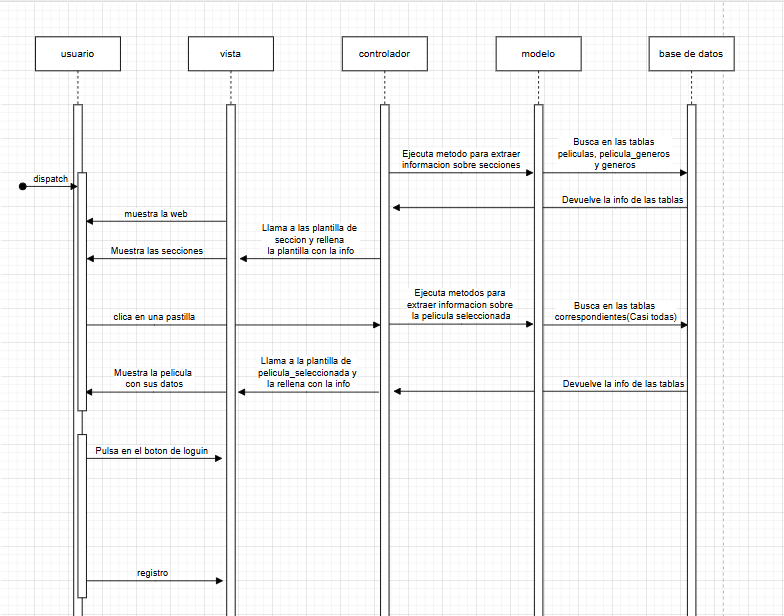 usuario
vista
controlador
modelo
base de datos
Ejecuta metodo para extraer
informacion sobre secciones
Busca en las tablas
peliculas, pelicula_generos
y generos
dispatch
Devuelve la info de las tablas
muestra la web
Llama a las plantilla de
seccion y rellena
la plantilla con la info
Muestra las secciones
clica en una pastilla
Ejecuta metodos para
extraer informacion sobre
la pelicula seleccionada
Busca en las tablas
correspondientes(Casi todas)
Muestra la pelicula
con sus datos
Llama a la plantilla de
pelicula_seleccionada y
la rellena con la info
Devuelve la info de las tablas
Pulsa en el boton de loguin
registro